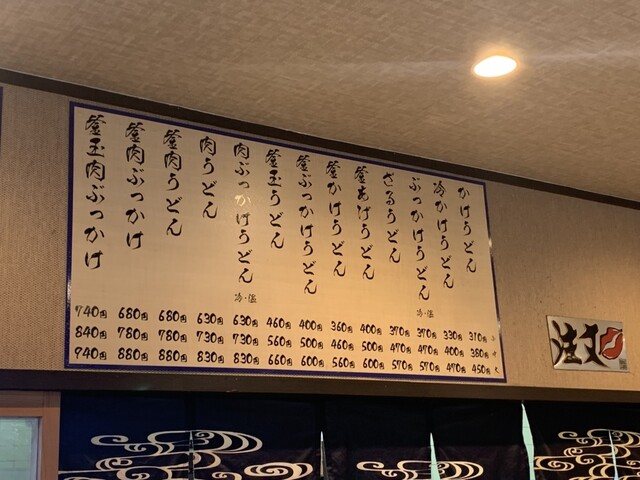 かけうどん 310円 380円 450円
冷かけうどん 330円 400円 470円
ぶっかけうどん 冷・温 370円 470円 570円
ざるうどん 370円 470円 570円
釜あげうどん 400円 500円 600円
釜かけうどん 360円 460円 560円
釜ぶっかけうどん 400円 500円 600円
釜玉うどん 460円 560円 660円
肉ぶっかけうどん 冷・温 630円 730円 830円
肉うどん 630円 730円 830円
釜肉うどん 680円 780円 880円
釜肉ぶっかけ 680円 780円 880円
釜玉肉ぶっかけ 740円 840円 940円
小
中
大
注文口